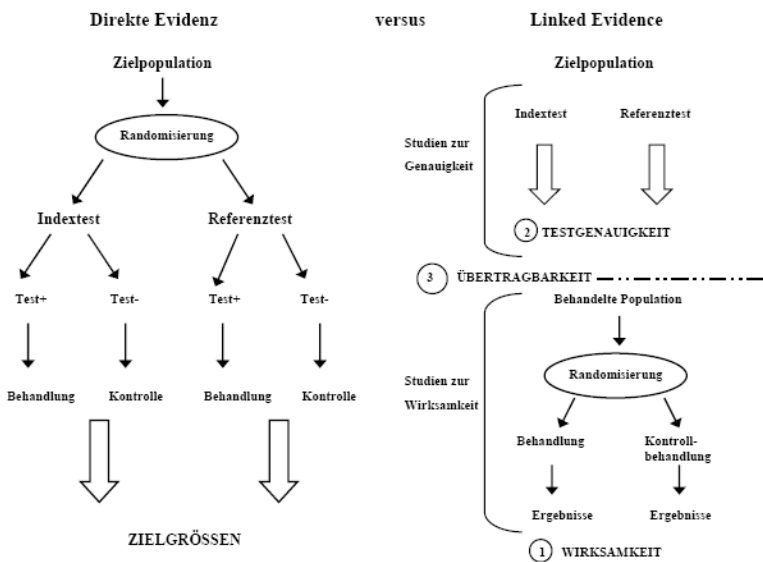 Direkte Evidenz versus Linked Evidence
Zielpopulation
Randomisierung
Indextest Referenztest
Test+ Test- Test+ Test-
Behandlung Kontrolle Behandlung Kontrolle
ZIELGRÖSSEN
Zielpopulation
Indextest Referenztest
Studien zur
Genauigkeit
2 TESTGENAUIGKEIT
3 ÜBERTRAGBARKEIT
Behandelte Population
Randomisierung
Studien zur
Wirksamkeit
Behandlung Kontroll-
behandlung
Ergebnisse Ergebnisse
1 WIRKSAMKEIT